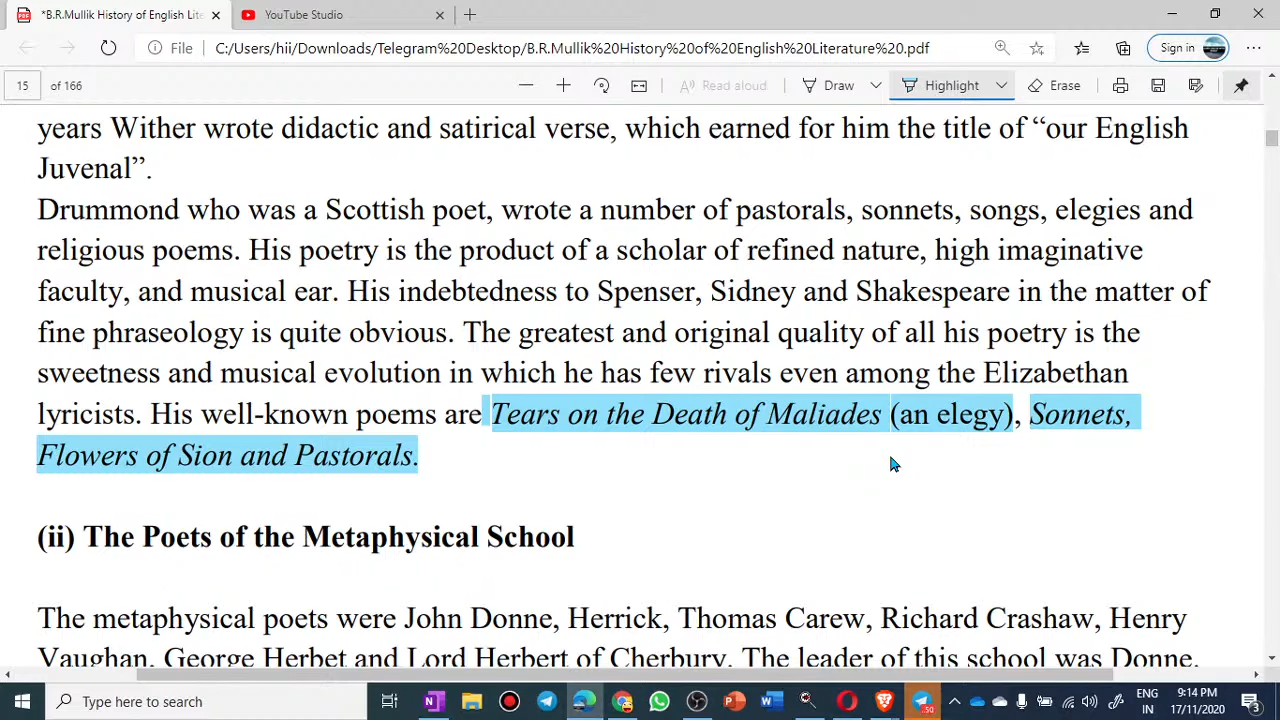 *B.R.Mullik History of English Lite
YouTube Studio
File
C:/Users/hii/Downloads/Telegram%20Desktop/B.R.Mullik%20History%20of%20English%20Literature%20.pdf
Sign in
15 of 166
Read aloud
Draw
Highlight
Erase
years Wither wrote didactic and satirical verse, which earned for him the title of “our English
Juvenal”.
Drummond who was a Scottish poet, wrote a number of pastorals, sonnets, songs, elegies and
religious poems. His poetry is the product of a scholar of refined nature, high imaginative
faculty, and musical ear. His indebtedness to Spenser, Sidney and Shakespeare in the matter of
fine phraseology is quite obvious. The greatest and original quality of all his poetry is the
sweetness and musical evolution in which he has few rivals even among the Elizabethan
lyricists. His well-known poems are Tears on the Death of Maliades (an elegy), Sonnets,
Flowers of Sion and Pastorals.
(ii) The Poets of the Metaphysical School
The metaphysical poets were John Donne, Herrick, Thomas Carew, Richard Crashaw, Henry
Vaughan, George Herbet and Lord Herbert of Cherbury. The leader of this school was Donne.
Type here to search
50
ENG
IN
9:14 PM
17/11/2020
3